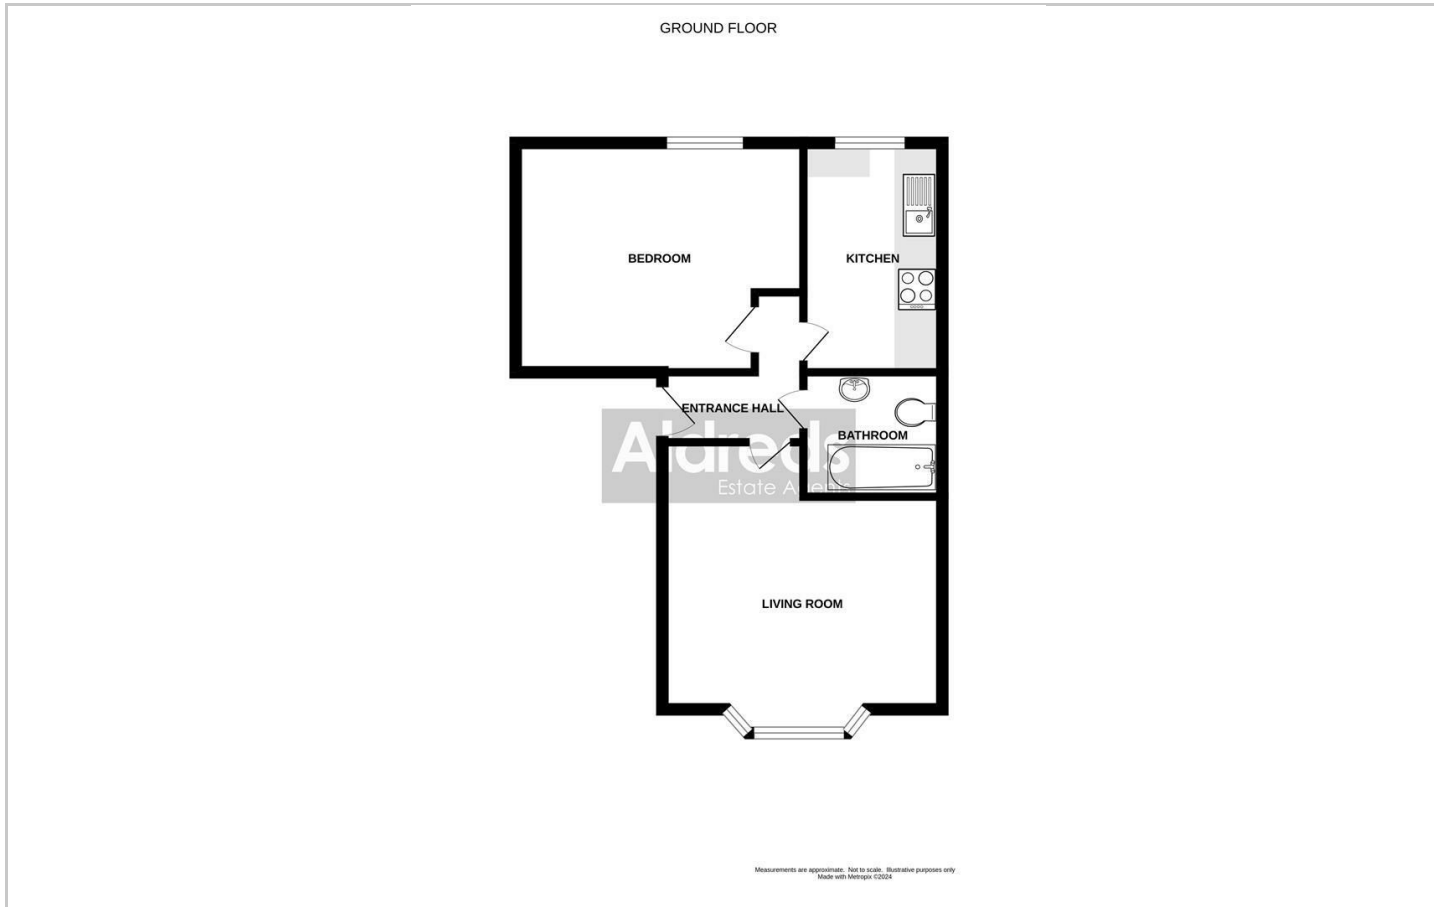 GROUND FLOOR
BEDROOM
KITCHEN
ENTRANCE HALL
BATHROOM
Aldreds
Estate Agents
LIVING ROOM
Measurements are approximate. Not to scale. Illustrative purposes only
Made with Metropix ©2024